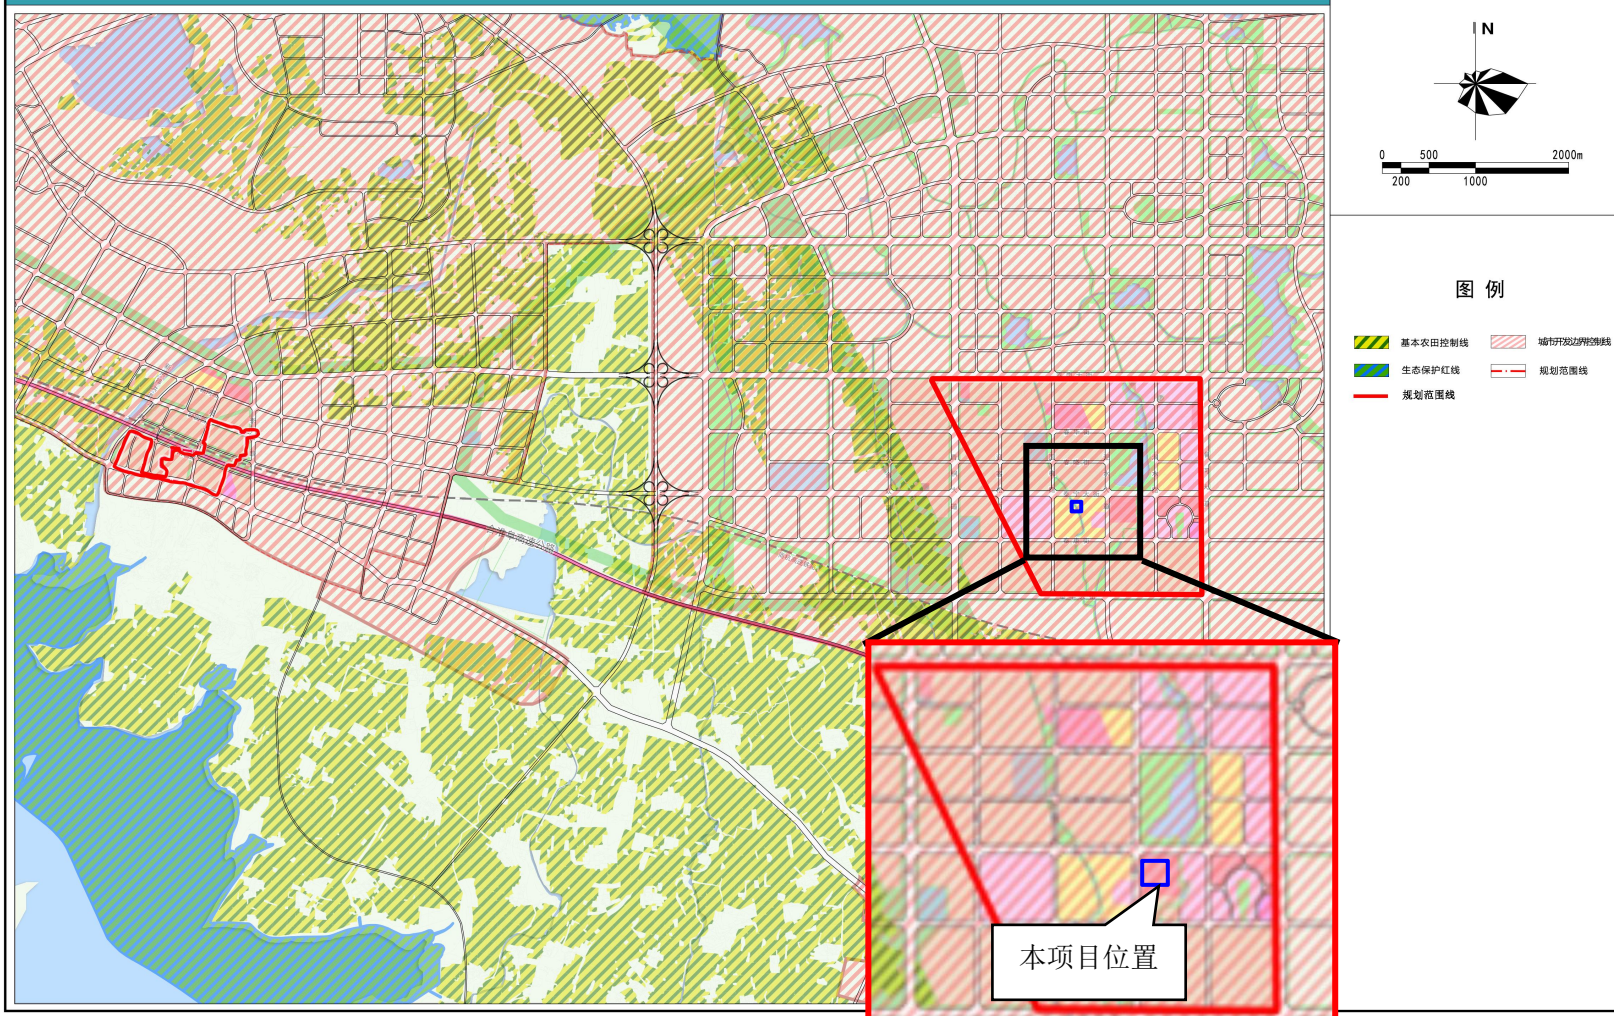 N
0 500 2000m
200 1000
图 例
基本农田控制线
城市开发边界控制线
生态保护红线
规划范围线
规划范围线
本项目位置